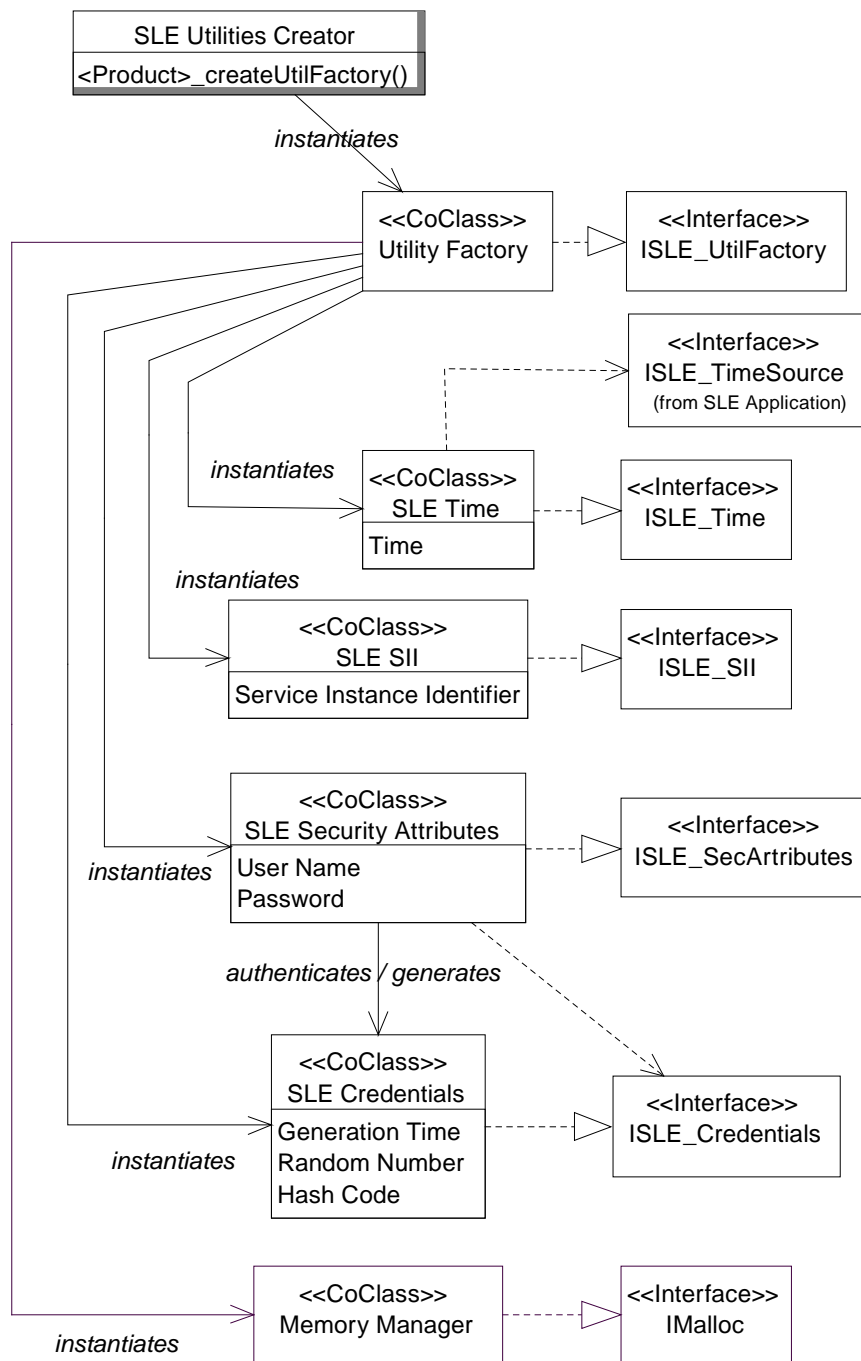 SLE Utilities Creator
<Product>_createUtilFactory()
instantiates
<<CoClass>>
Utility Factory
<<Interface>>
ISLE_UtilFactory
<<Interface>>
ISLE_TimeSource
(from SLE Application)
instantiates
<<CoClass>>
SLE Time
Time
<<Interface>>
ISLE_Time
instantiates
<<CoClass>>
SLE SII
Service Instance Identifier
<<Interface>>
ISLE_SII
<<CoClass>>
SLE Security Attributes
User Name
Password
<<Interface>>
ISLE_SecArtributes
instantiates
authenticates / generates
<<CoClass>>
SLE Credentials
Generation Time
Random Number
Hash Code
<<Interface>>
ISLE_Credentials
instantiates
<<CoClass>>
Memory Manager
<<Interface>>
IMalloc
instantiates